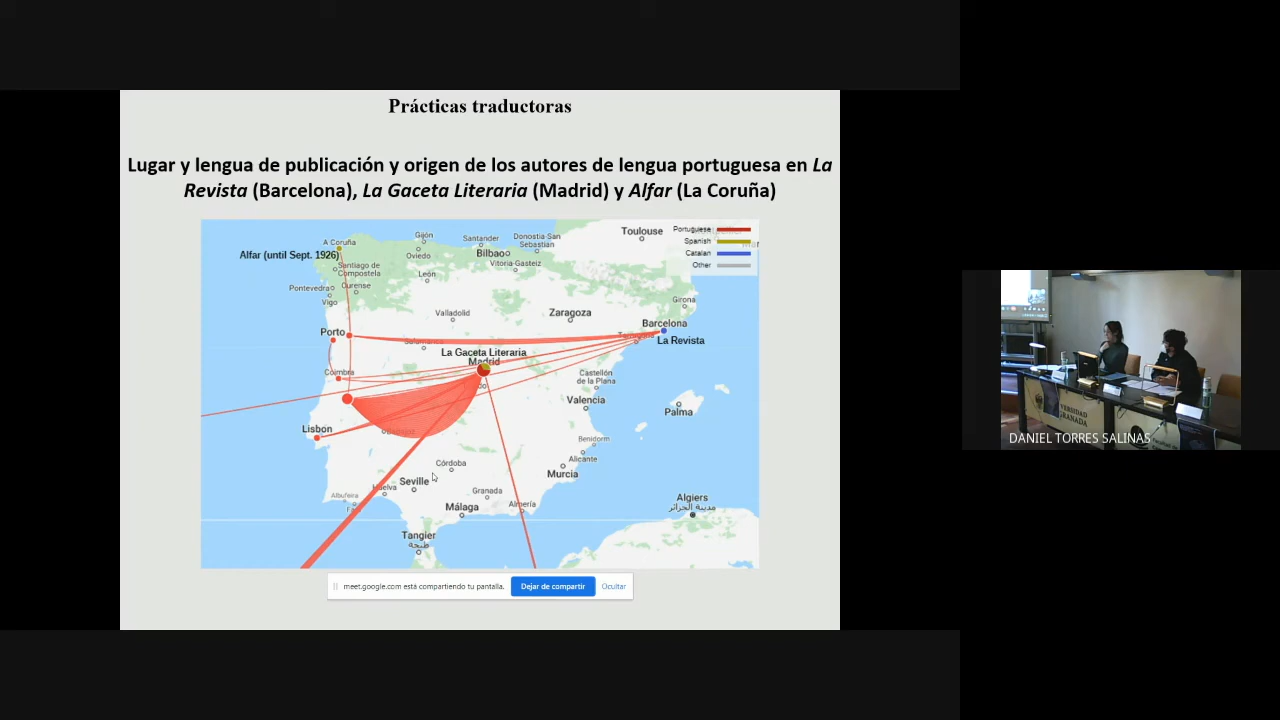 Prácticas traductoras
Lugar y lengua de publicación y origen de los autores de lengua portuguesa en La
Revista (Barcelona), La Gaceta Literaria (Madrid) y Alfar (La Coruña)
Portuguese
Spanish
Catalan
Other
A Coruña
Alfar (until Sept. 1926)
Santiago de
Compostela
Pontevedra
Ourense
Vigo
Gijón
Oviedo
León
Santander
Bilbao
Donostia-San
Sebastian
Vitoria-Gasteiz
Toulouse
Valladolid
Zaragoza
Girona
Barcelona
La Revista
Porto
Salamanca
La Gaceta Literaria
Madrid
Coimbra
Castellón
de la Plana
Valencia
Palma
Lisbon
Benidorm
Alicante
Murcia
Córdoba
Seville
Huelva
Albufeira
Granada
Málaga
Almería
Algiers
مدينة الجزائر
Tangier
طنجة
meet.google.com está compartiendo tu pantalla.
Dejar de compartir
Ocultar
VERSIDAD
GRANADA
DANIEL TORRES SALINAS